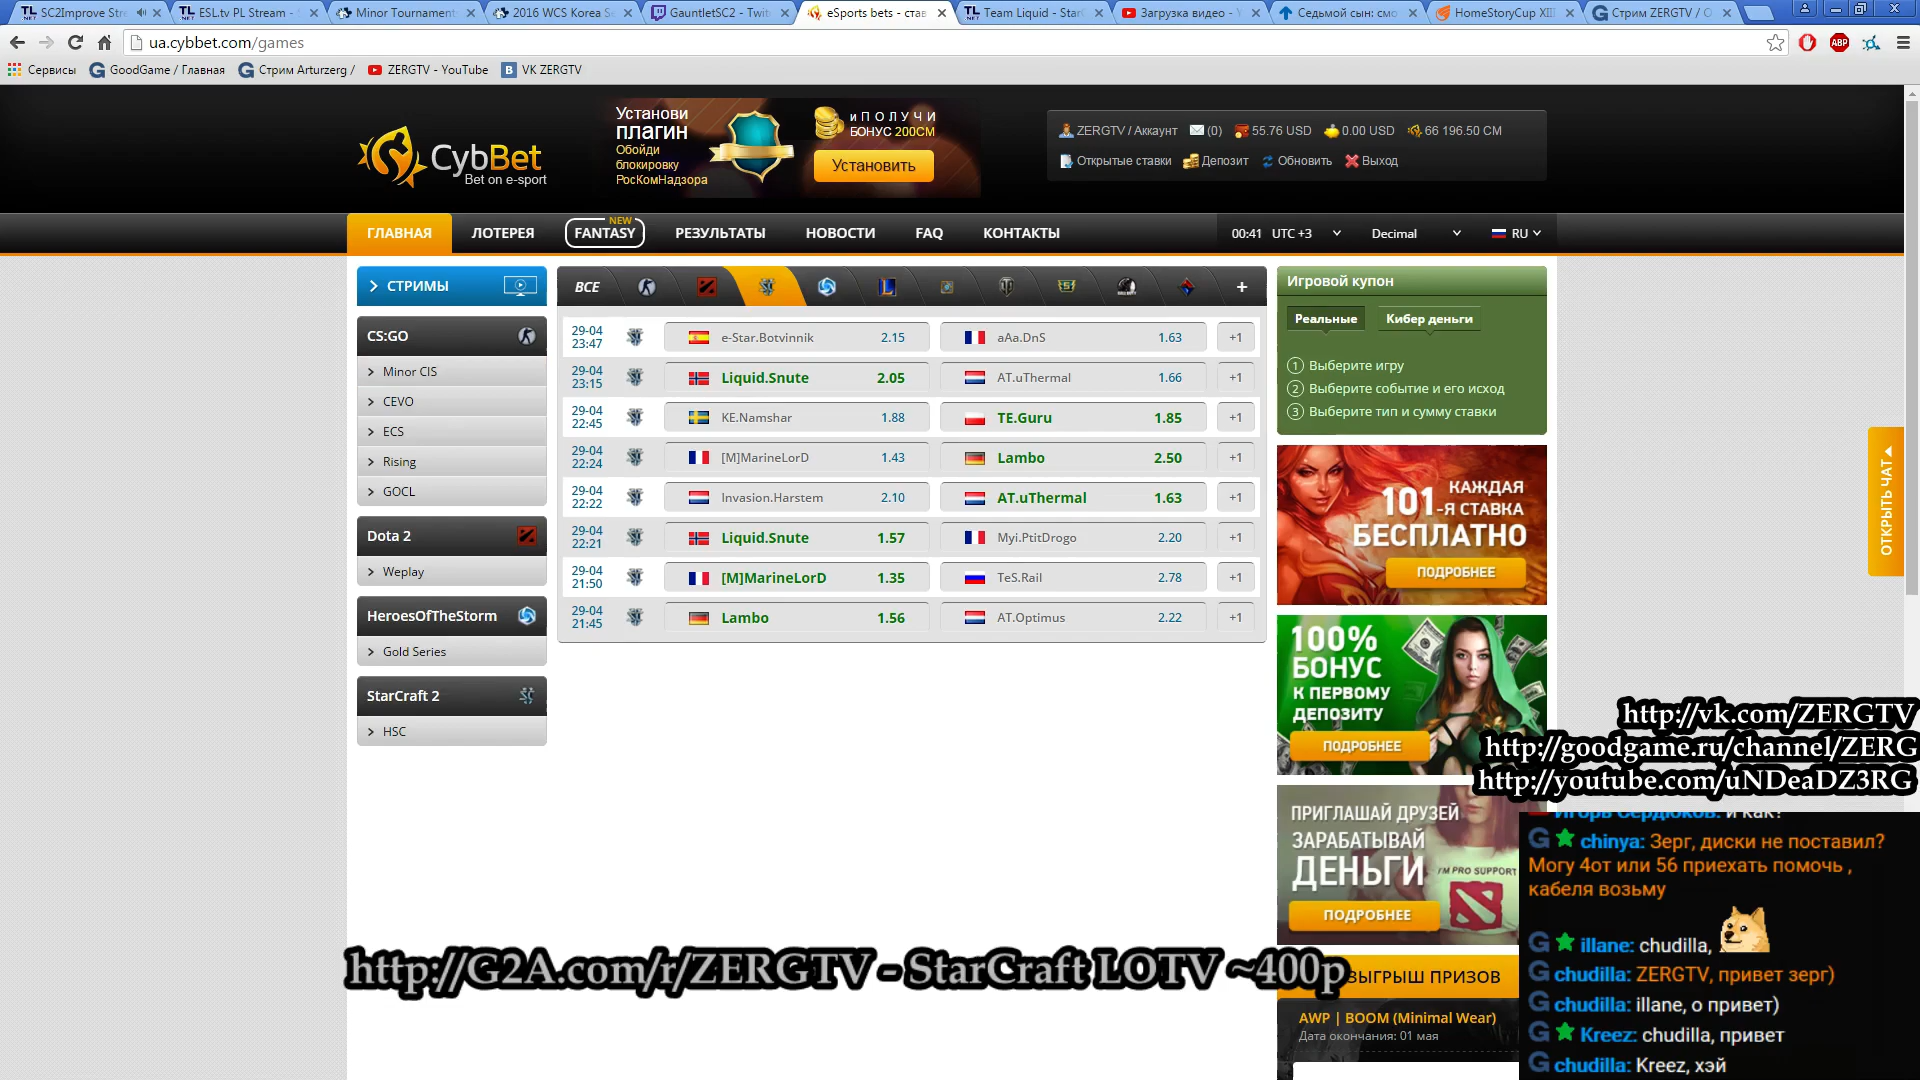 SC2Improve Stre
ESL.tv PL Stream -
Minor Tournament
2016 WCS Korea Se
GauntletSC2 - Twit
eSports bets - став
Team Liquid - Star
Загрузка видео - Y
Седьмой сын: смо
HomeStoryCup XIII
Стрим ZERGTV / О
ua.cybbet.com/games
ABP
Сервисы
GoodGame / Главная
Стрим Arturzerg /
ZERGTV - YouTube
VK ZERGTV
CybBet
Bet on e-sport
Установи
плагин
Обойди
блокировку
РосКомНадзора
и ПОЛУЧИ
БОНУС 200CM
Установить
ZERGTV / Аккаунт (0) 55.76 USD 0.00 USD 66 196.50 CM
Открытые ставки Депозит Обновить Выход
ГЛАВНАЯ
ЛОТЕРЕЯ
NEW
FANTASY
РЕЗУЛЬТАТЫ
НОВОСТИ
FAQ
КОНТАКТЫ
00:41 UTC +3
Decimal
RU
СТРИМЫ
CS:GO
Minor CIS
CEVO
ECS
Rising
GOCL
Dota 2
Weplay
HeroesOfTheStorm
Gold Series
StarCraft 2
HSC
ВСЕ
+
29-04
23:47
e-Star.Botvinnik 2.15 aAa.DnS 1.63 +1
29-04
23:15
Liquid.Snute 2.05 AT.uThermal 1.66 +1
29-04
22:45
KE.Namshar 1.88 TE.Guru 1.85 +1
29-04
22:24
[M]MarineLorD 1.43 Lambo 2.50 +1
29-04
22:22
Invasion.Harstem 2.10 AT.uThermal 1.63 +1
29-04
22:21
Liquid.Snute 1.57 Myi.PtitDrogo 2.20 +1
29-04
21:50
[M]MarineLorD 1.35 TeS.Rail 2.78 +1
29-04
21:45
Lambo 1.56 AT.Optimus 2.22 +1
Игровой купон
Реальные
Кибер деньги
1 Выберите игру
2 Выберите событие и его исход
3 Выберите тип и сумму ставки
КАЖДАЯ
101-я СТАВКА
БЕСПЛАТНО
ПОДРОБНЕЕ
100%
БОНУС
К ПЕРВОМУ
ДЕПОЗИТУ
ПОДРОБНЕЕ
ПРИГЛАШАЙ ДРУЗЕЙ
ЗАРАБАТЫВАЙ
ДЕНЬГИ
I'M PRO SUPPORT
ПОДРОБНЕЕ
ЗЫГРЫШ ПРИЗОВ
AWP | BOOM (Minimal Wear)
Дата окончания: 01 мая
ОТКРЫТЬ ЧАТ
http://vk.com/ZERGTV
http://goodgame.ru/channel/ZERG
http://youtube.com/uNDeaDZ3RG
http://G2A.com/r/ZERGTV - StarCraft LOTV ~400p
Игорь Сердюков: и как?
chinya: Зерг, диски не поставил?
Могу 4от или 56 приехать помочь ,
кабеля возьму
illane: chudilla,
chudilla: ZERGTV, привет зерг)
chudilla: illane, о привет)
Kreez: chudilla, привет
chudilla: Kreez, хэй